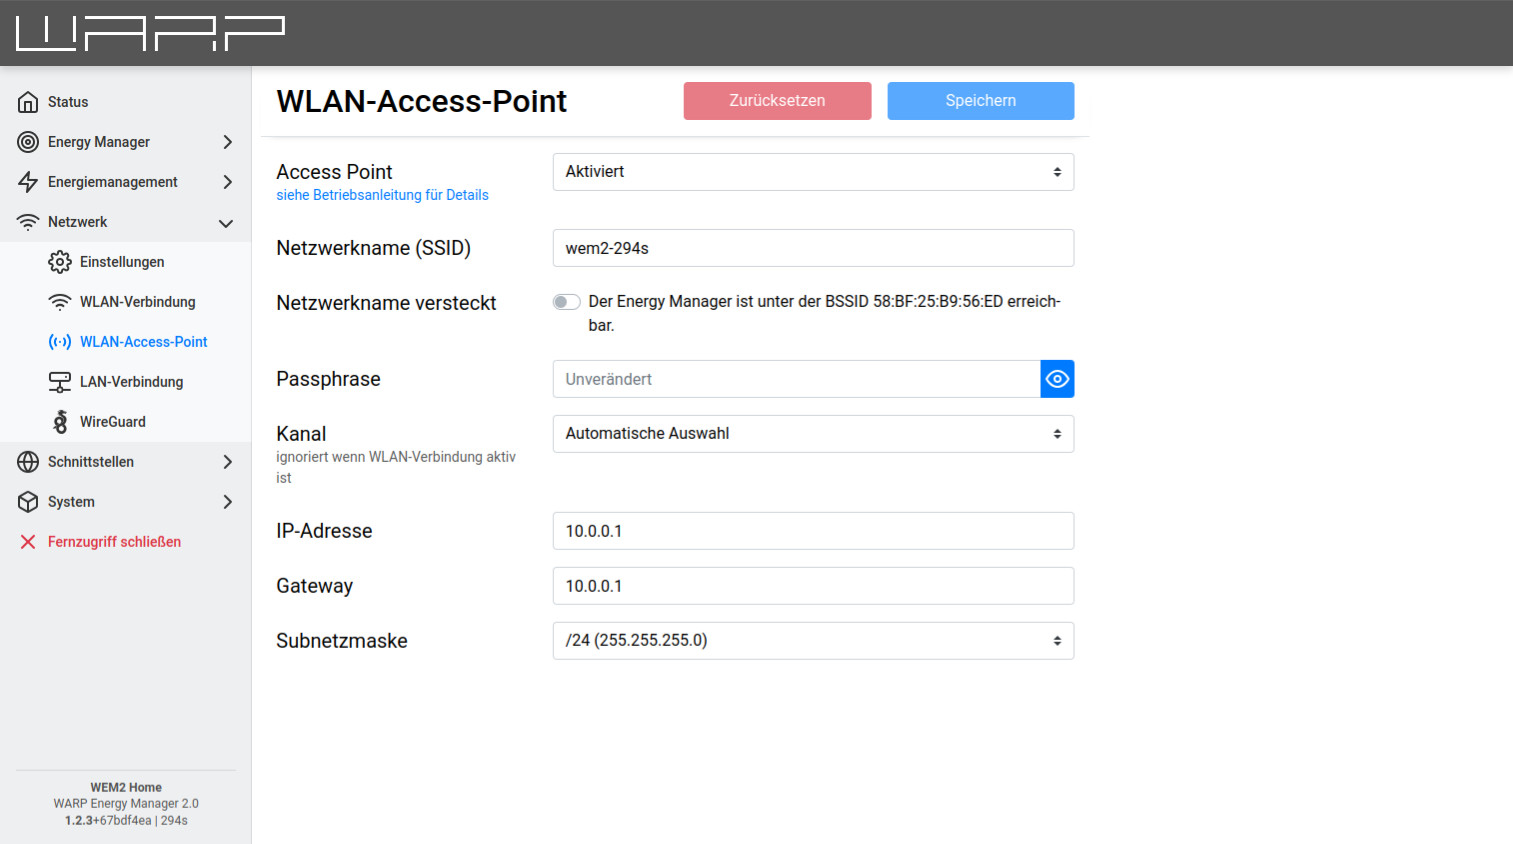 WARP
Status
Energy Manager
Energiemanagement
Netzwerk
Einstellungen
WLAN-Verbindung
WLAN-Access-Point
LAN-Verbindung
WireGuard
Schnittstellen
System
Fernzugriff schließen
WEM2 Home
WARP Energy Manager 2.0
1.2.3+67bdf4ea | 294s
WLAN-Access-Point
Zurücksetzen
Speichern
Access Point
siehe Betriebsanleitung für Details
Aktiviert
Netzwerkname (SSID)
wem2-294s
Netzwerkname versteckt
Der Energy Manager ist unter der BSSID 58:BF:25:B9:56:ED erreich-
bar.
Passphrase
Unverändert
Kanal
ignoriert wenn WLAN-Verbindung aktiv
ist
Automatische Auswahl
IP-Adresse
10.0.0.1
Gateway
10.0.0.1
Subnetzmaske
/24 (255.255.255.0)